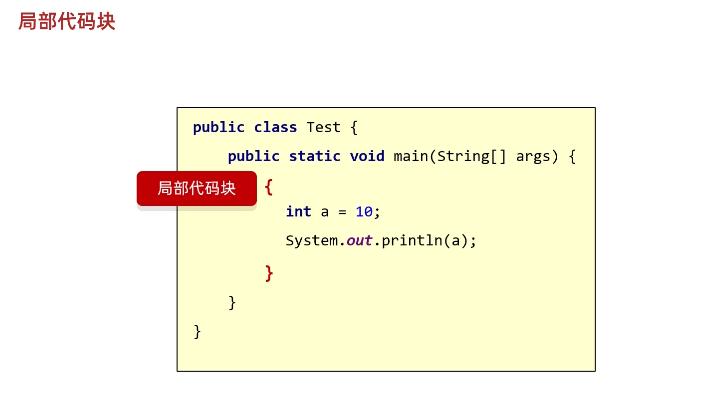 局部代码块
public class Test {
public static void main(String[] args) {
局部代码块 {
int a = 10;
System.out.println(a);
}
}
}